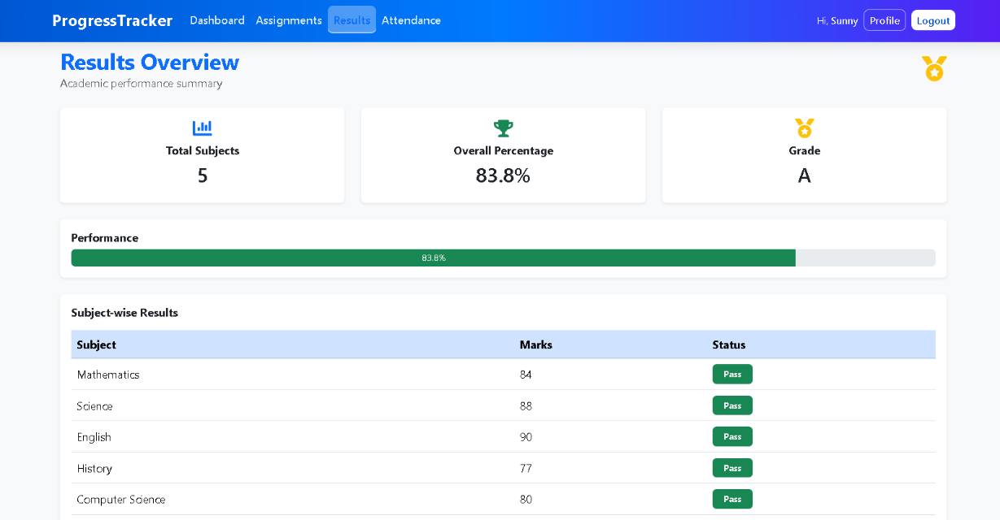 ProgressTracker Dashboard Assignments Results Attendance Hi, Sunny Profile Logout
Results Overview
Academic performance summary
Total Subjects
5
Overall Percentage
83.8%
Grade
A
Performance
83.8%
Subject-wise Results
Subject Marks Status
Mathematics 84 Pass
Science 88 Pass
English 90 Pass
History 77 Pass
Computer Science 80 Pass